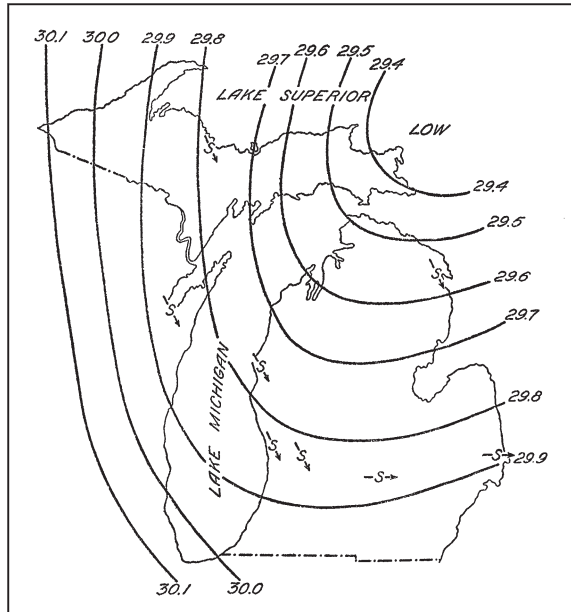 30.1
30.0
29.9
29.8
29.7
29.6
29.5
29.4
LAKE SUPERIOR
LOW
S
29.4
29.5
S
29.6
S
29.7
LAKE MICHIGAN
S
29.8
S
S
S
S
29.9
30.1
30.0